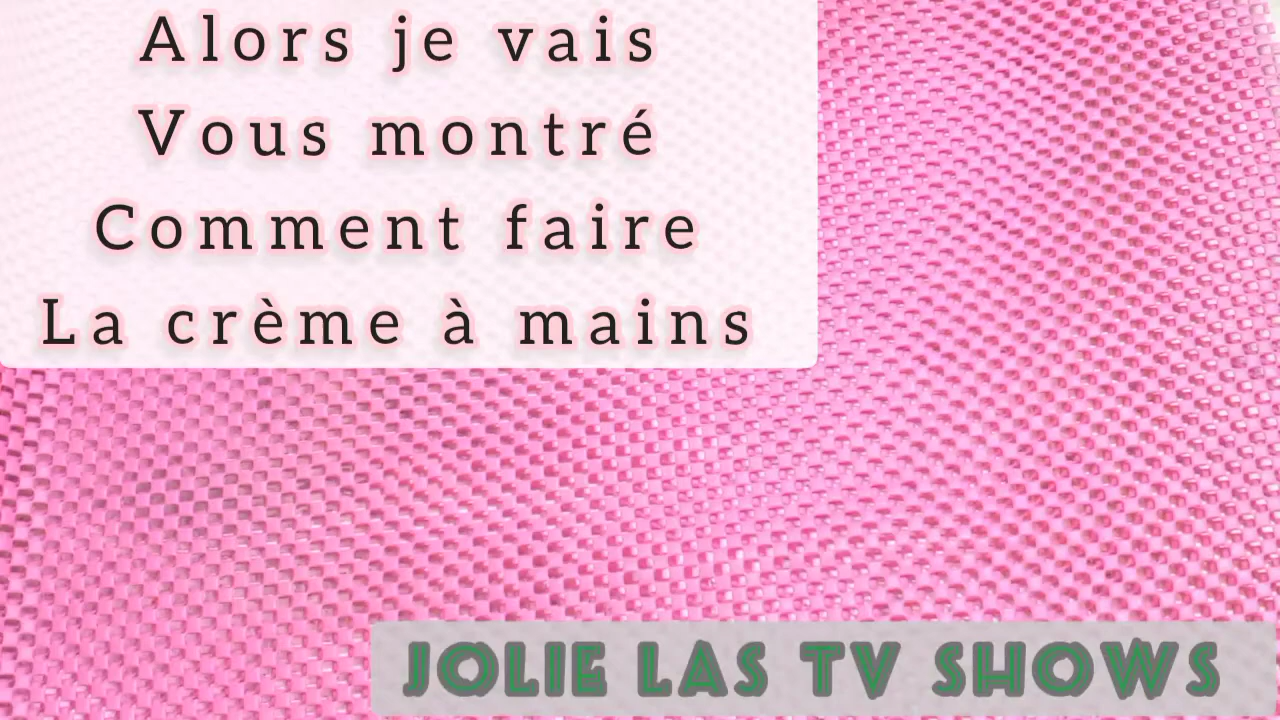 Alors je vais
Vous montré
Comment faire
La crème à mains
JOLIE LAS TV SHOWS